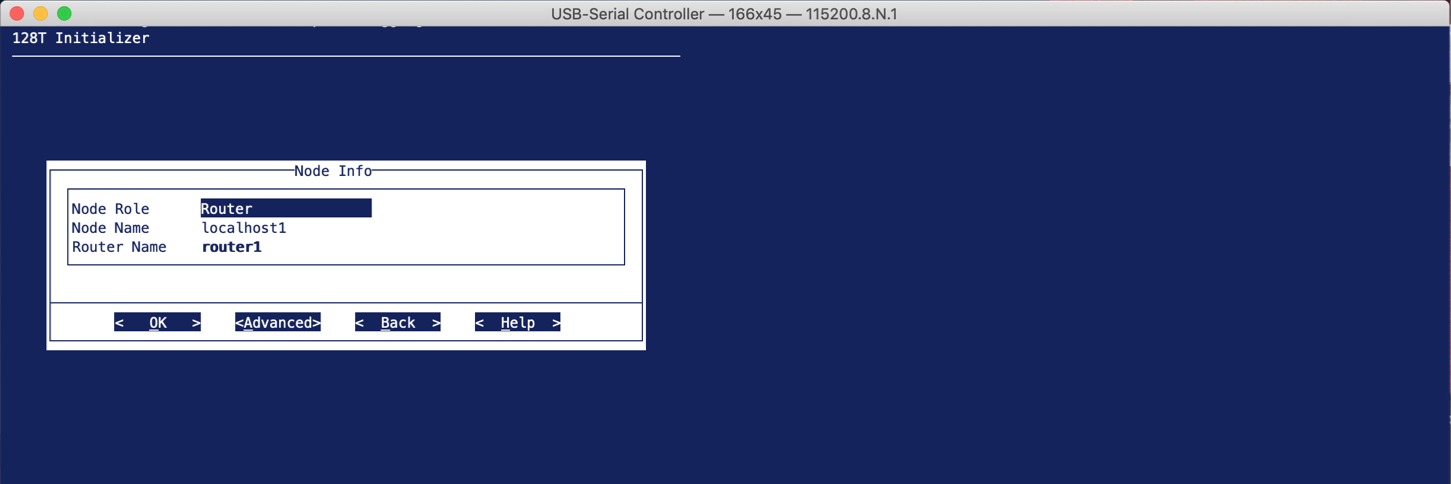 USB-Serial Controller — 166x45 — 115200.8.N.1
128T Initializer
Node Info
Node Role Router
Node Name localhost1
Router Name router1
< OK > <Advanced> < Back > < Help >